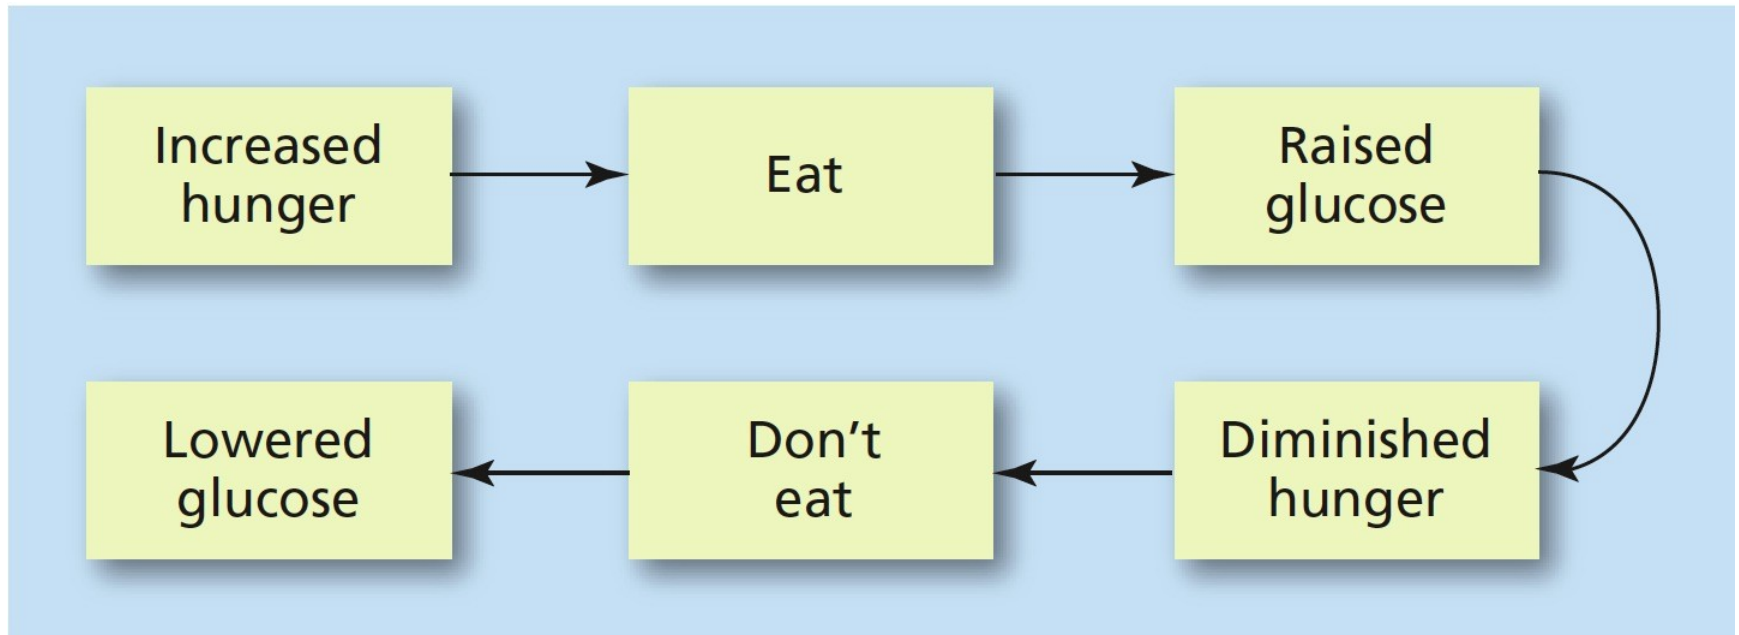 Increased
hunger
Eat
Raised
glucose
Diminished
hunger
Don’t
eat
Lowered
glucose